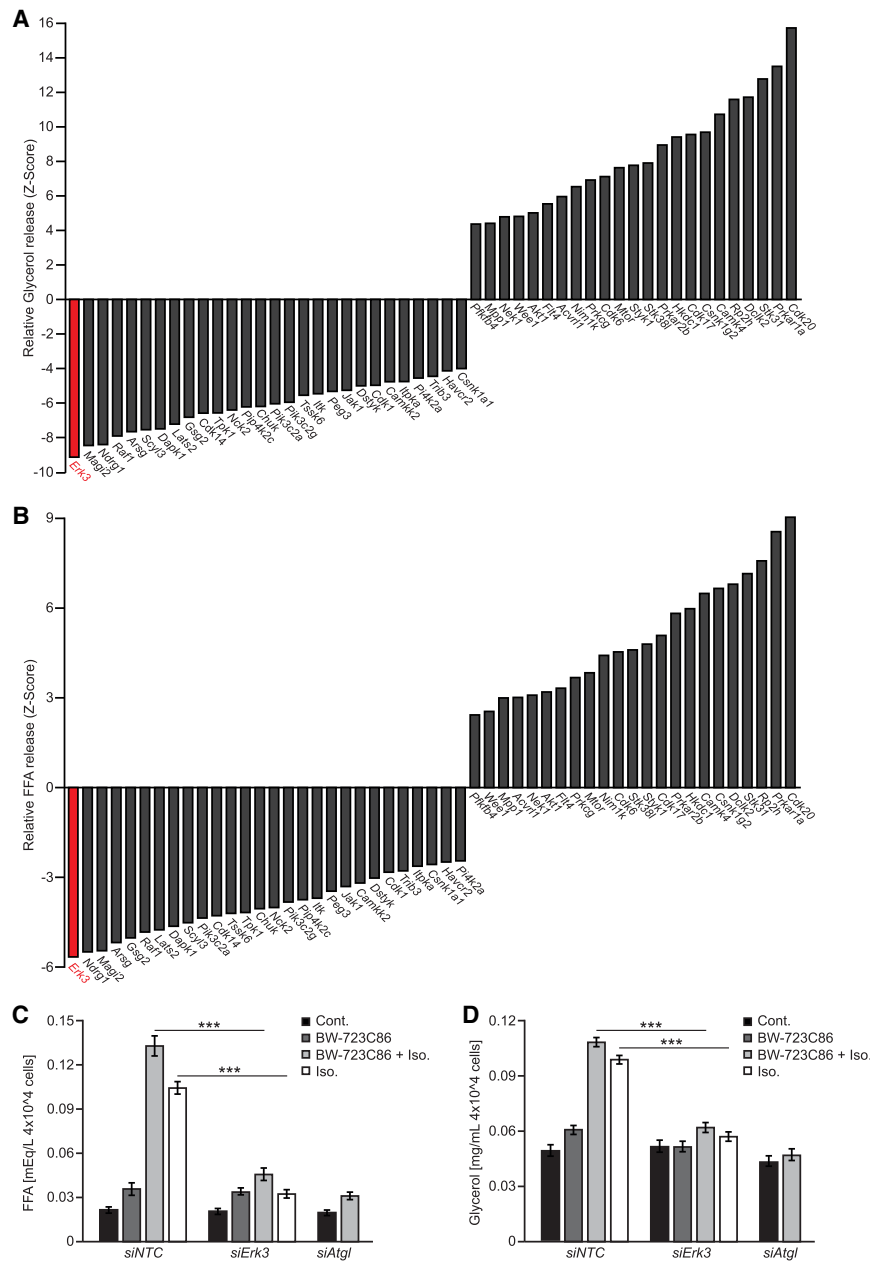 A
Relative Glycerol release (Z-Score)
16
14
12
10
8
6
4
2
0
-2
-4
-6
-8
-10
Erk3
Magi2
Ndrg1
Raf1
Arsg
Scyl3
Dapk1
Lats2
Gsg2
Cdk14
Tpk1
Nck2
Pip4k2c
Chuk
Pik3c2a
Pik3c2g
Tssk6
Itk
Peg3
Jak1
Dstyk
Cdk1
Camkk2
Itpka
Pi4k2a
Trib3
Havcr2
Csnk1a1
Pfkfb4
Mpp1
Nek1
Wee1
Akt1
Flt4
Acvrl1
Nim1k
Prkcg
Cdk6
Mtor
Styk1
Stk38l
Prkar2b
Hkdc1
Cdk17
Csnk1g2
Camk4
Rp2h
Dclk2
Stk31
Prkar1a
Cdk20
B
Relative FFA release (Z-Score)
9
6
3
0
-3
-6
Erk3
Ndrg1
Magi2
Arsg
Gsg2
Raf1
Lats2
Dapk1
Scyl3
Pik3c2a
Cdk14
Tssk6
Tpk1
Chuk
Nck2
Pik3c2g
Pip4k2c
Itk
Peg3
Jak1
Camkk2
Dstyk
Cdk1
Trib3
Itpka
Csnk1a1
Havcr2
Pi4k2a
Pfkfb4
Wee1
Mpp1
Acvrl1
Nek1
Akt1
Flt4
Prkcg
Mtor
Nim1k
Cdk6
Stk38l
Styk1
Cdk17
Prkar2b
Hkdc1
Camk4
Csnk1g2
Dclk2
Stk31
Rp2h
Prkar1a
Cdk20
C
FFA [mEq/L 4x10^4 cells]
0.15
0.12
0.09
0.06
0.03
0
***
***
Cont.
BW-723C86
BW-723C86 + Iso.
Iso.
siNTC siErk3 siAtgl
D
Glycerol [mg/mL 4x10^4 cells]
0.12
0.09
0.06
0.03
0
***
***
Cont.
BW-723C86
BW-723C86 + Iso.
Iso.
siNTC siErk3 siAtgl